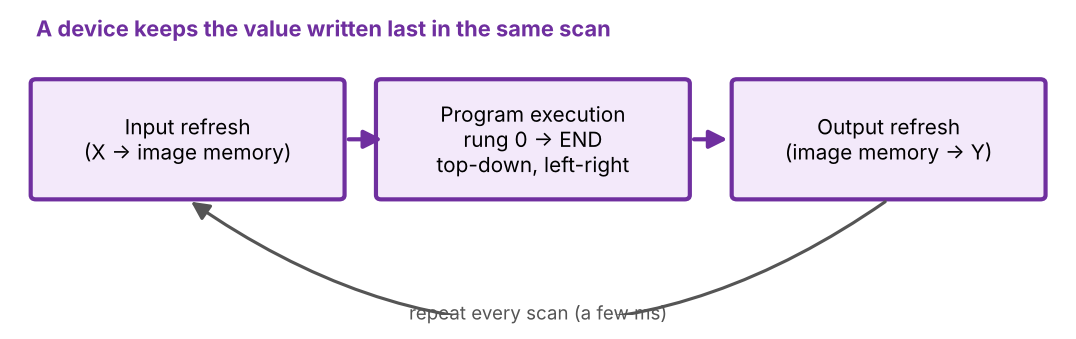 A device keeps the value written last in the same scan
Input refresh
(X → image memory)
Program execution
rung 0 → END
top-down, left-right
Output refresh
(image memory → Y)
repeat every scan (a few ms)